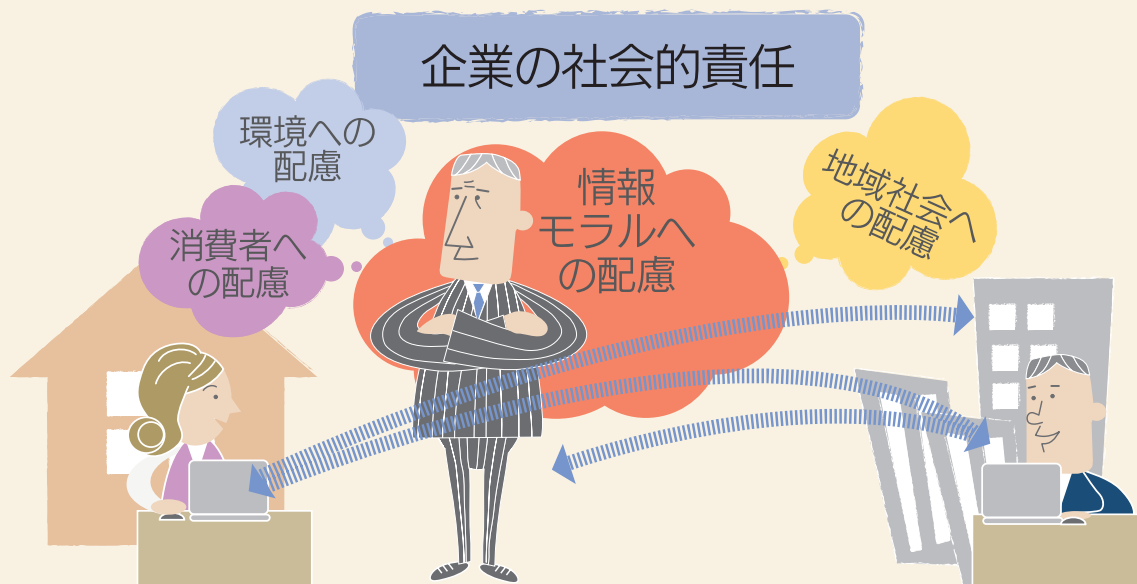 企業の社会的責任
環境への
配慮
消費者へ
の配慮
情報
モラルへ
の配慮
地域社会へ
の配慮